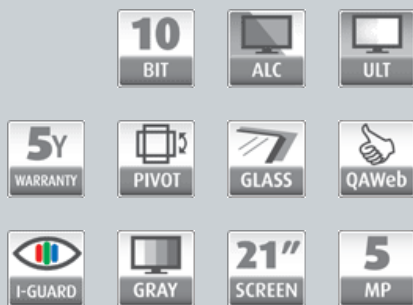 10
BIT
ALC
ULT
5Y
WARRANTY
PIVOT
GLASS
QAWeb
I-GUARD
GRAY
21"
SCREEN
5
MP